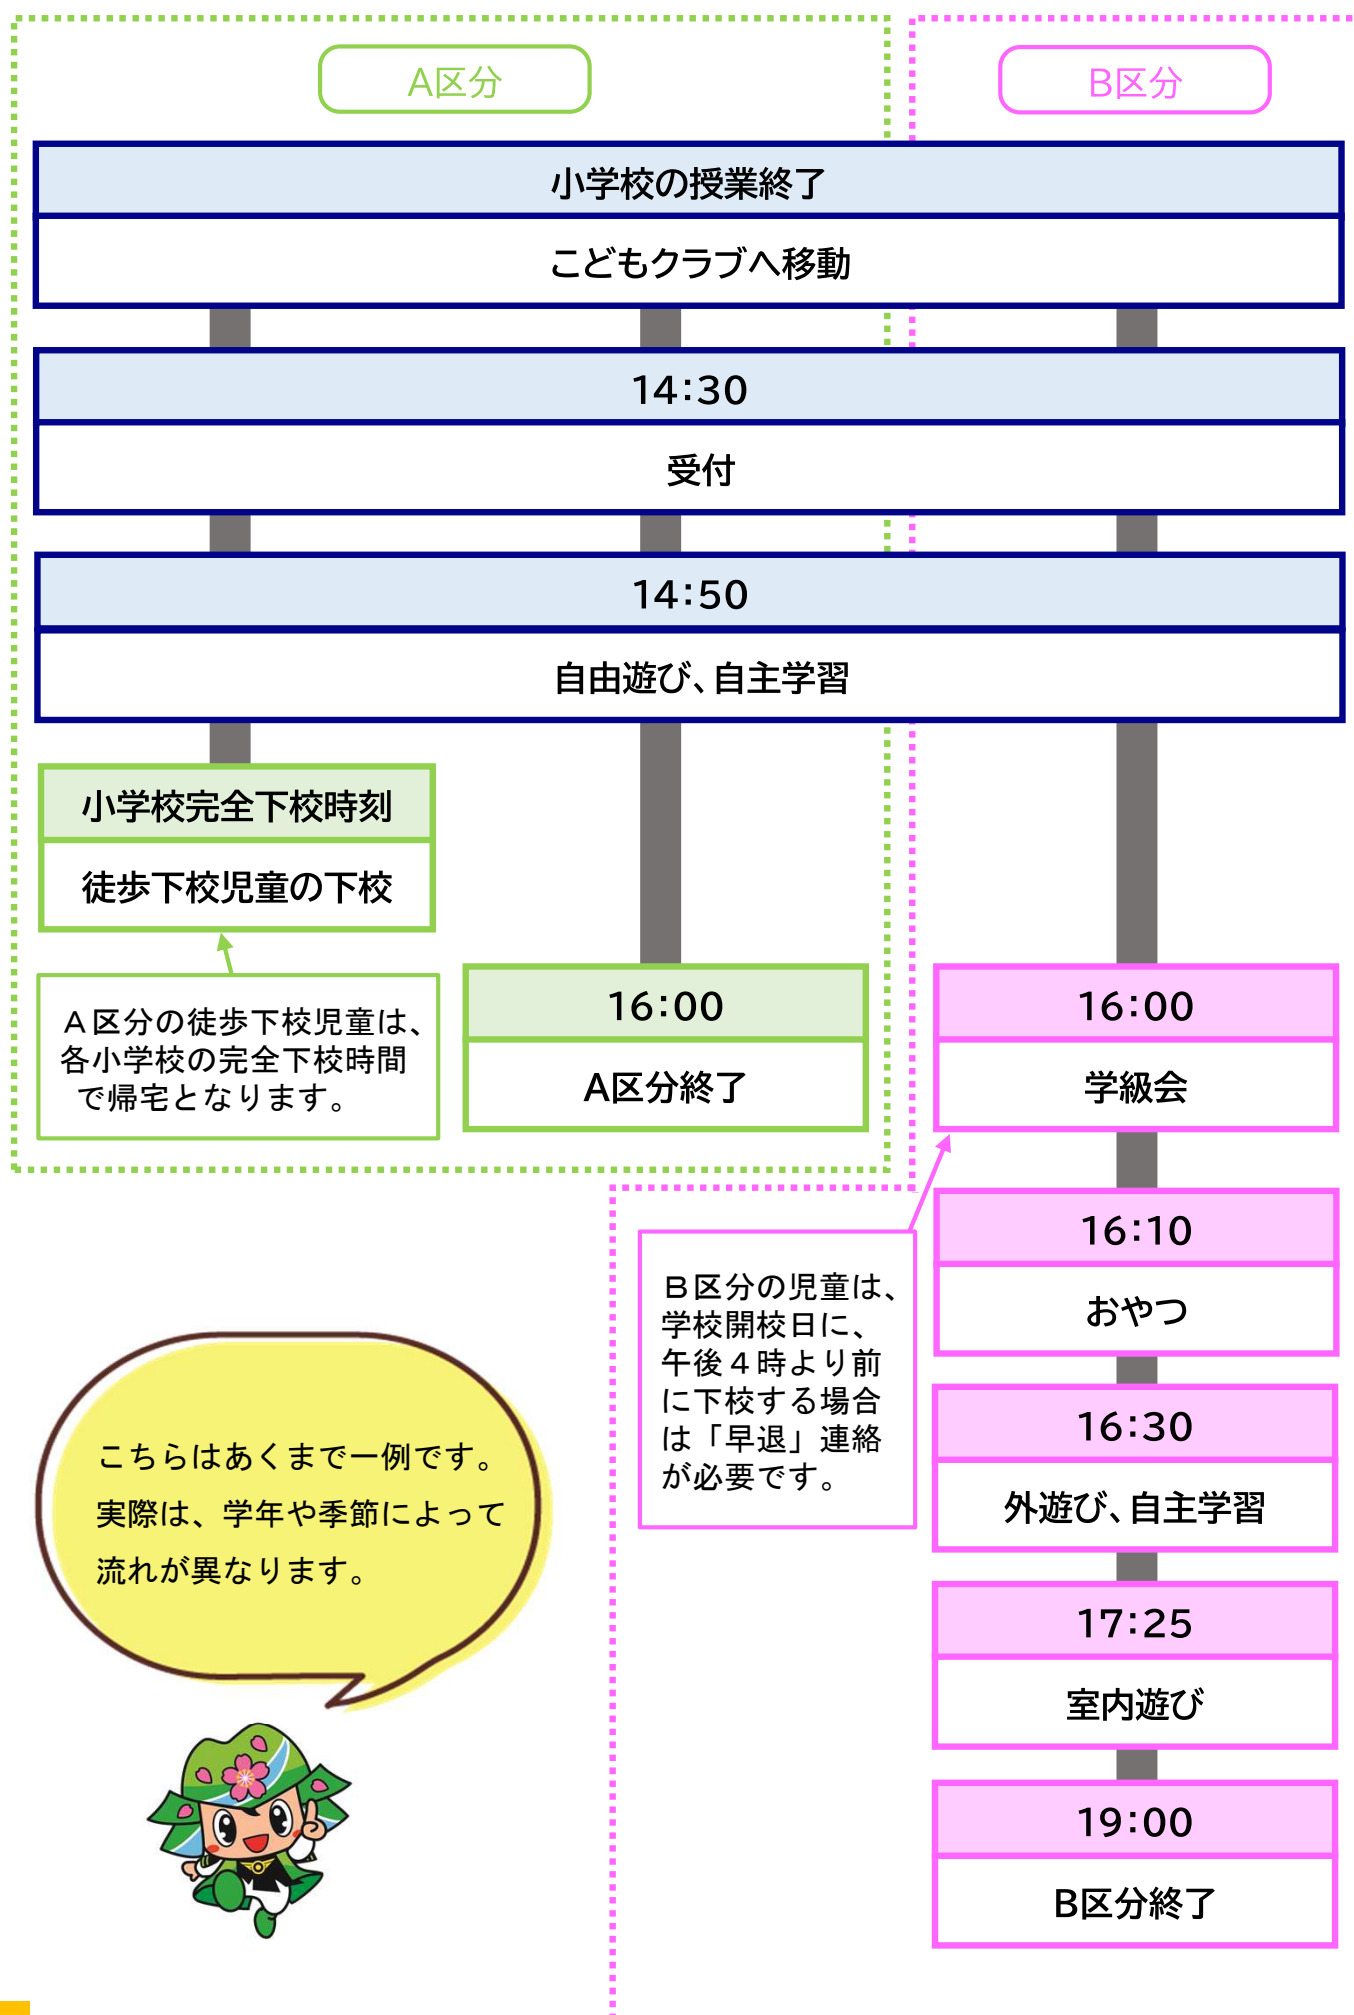 A区分
B区分
小学校の授業終了
こどもクラブへ移動
14:30
受付
14:50
自由遊び、自主学習
小学校完全下校時刻
徒歩下校児童の下校
A区分の徒歩下校児童は、
各小学校の完全下校時間
で帰宅となります。
16:00
A区分終了
16:00
学級会
B区分の児童は、
学校開校日に、
午後4時より前
に下校する場合
は「早退」連絡
が必要です。
16:10
おやつ
16:30
外遊び、自主学習
17:25
室内遊び
19:00
B区分終了
こちらはあくまで一例です。
実際は、学年や季節によって
流れが異なります。